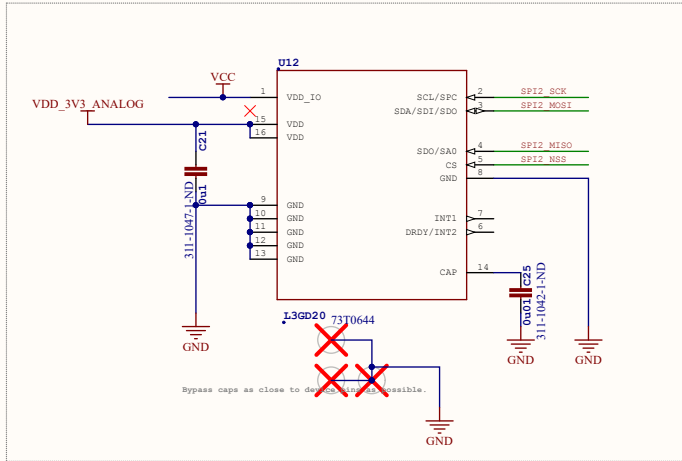 U12
VCC
VDD_3V3_ANALOG
1 VDD_IO
15 VDD
16 VDD
C21
0u1
311-1047-1-ND
9 GND
10 GND
11 GND
12 GND
13 GND
GND
SCL/SPC 2 SPI2_SCK
SDA/SDI/SDO 3 SPI2_MOSI
SDO/SA0 4 SPI2_MISO
CS 5 SPI2_NSS
GND 8
INT1 7
DRDY/INT2 6
CAP 14
C25
0u01
311-1042-1-ND
GND
GND
L3GD20 73T0644
Bypass caps as close to device pins as possible.
GND